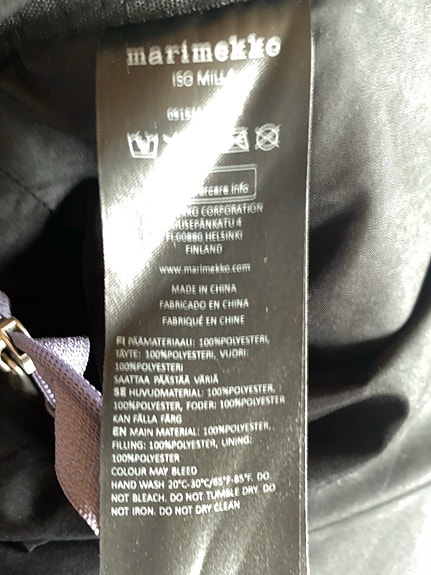 marimekko
ISO MILLA
rcare.info
KO CORPORATION
USEPANKATU 4
FI-00880 HELSINKI
FINLAND
www.marimekko.com
MADE IN CHINA
FABRICADO EN CHINA
FABRIQUÉ EN CHINE
FI PÄÄMATERIAALI: 100%POLYESTERI,
TÄYTE: 100%POLYESTERI, VUORI:
100%POLYESTERI
SAATTAA PÄÄSTÄÄ VÄRIÄ
SE HUVUDMATERIAL: 100%POLYESTER, :
100%POLYESTER, FODER: 100%POLYESTER
KAN FÄLLA FÄRG
EN MAIN MATERIAL: 100%POLYESTER,
FILLING: 100%POLYESTER, LINING:
100%POLYESTER
COLOUR MAY BLEED
HAND WASH 20°C-30°C/65°F-85°F. DO
NOT BLEACH. DO NOT TUMBLE DRY. DO
NOT IRON. DO NOT DRY CLEAN